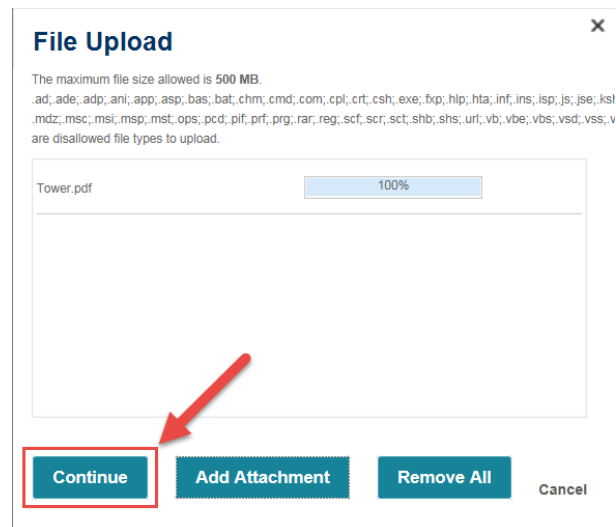 File Upload
The maximum file size allowed is 500 MB.
.ad;.ade;.adp;.ani;.app;.asp;.bas;.bat;.chm;.cmd;.com;.cpl;.crt;.csh;.exe;.fxp;.hlp;.hta;.inf;.ins;.isp;.js;.jse;.ksh
.mdz;.msc;.msi;.msp;.mst;.ops;.pcd;.pif;.prf;.prg;.rar;.reg;.scf;.scr;.sct;.shb;.shs;.url;.vb;.vbe;.vbs;.vsd;.vss;.v
are disallowed file types to upload.
Tower.pdf 100%
Continue Add Attachment Remove All Cancel